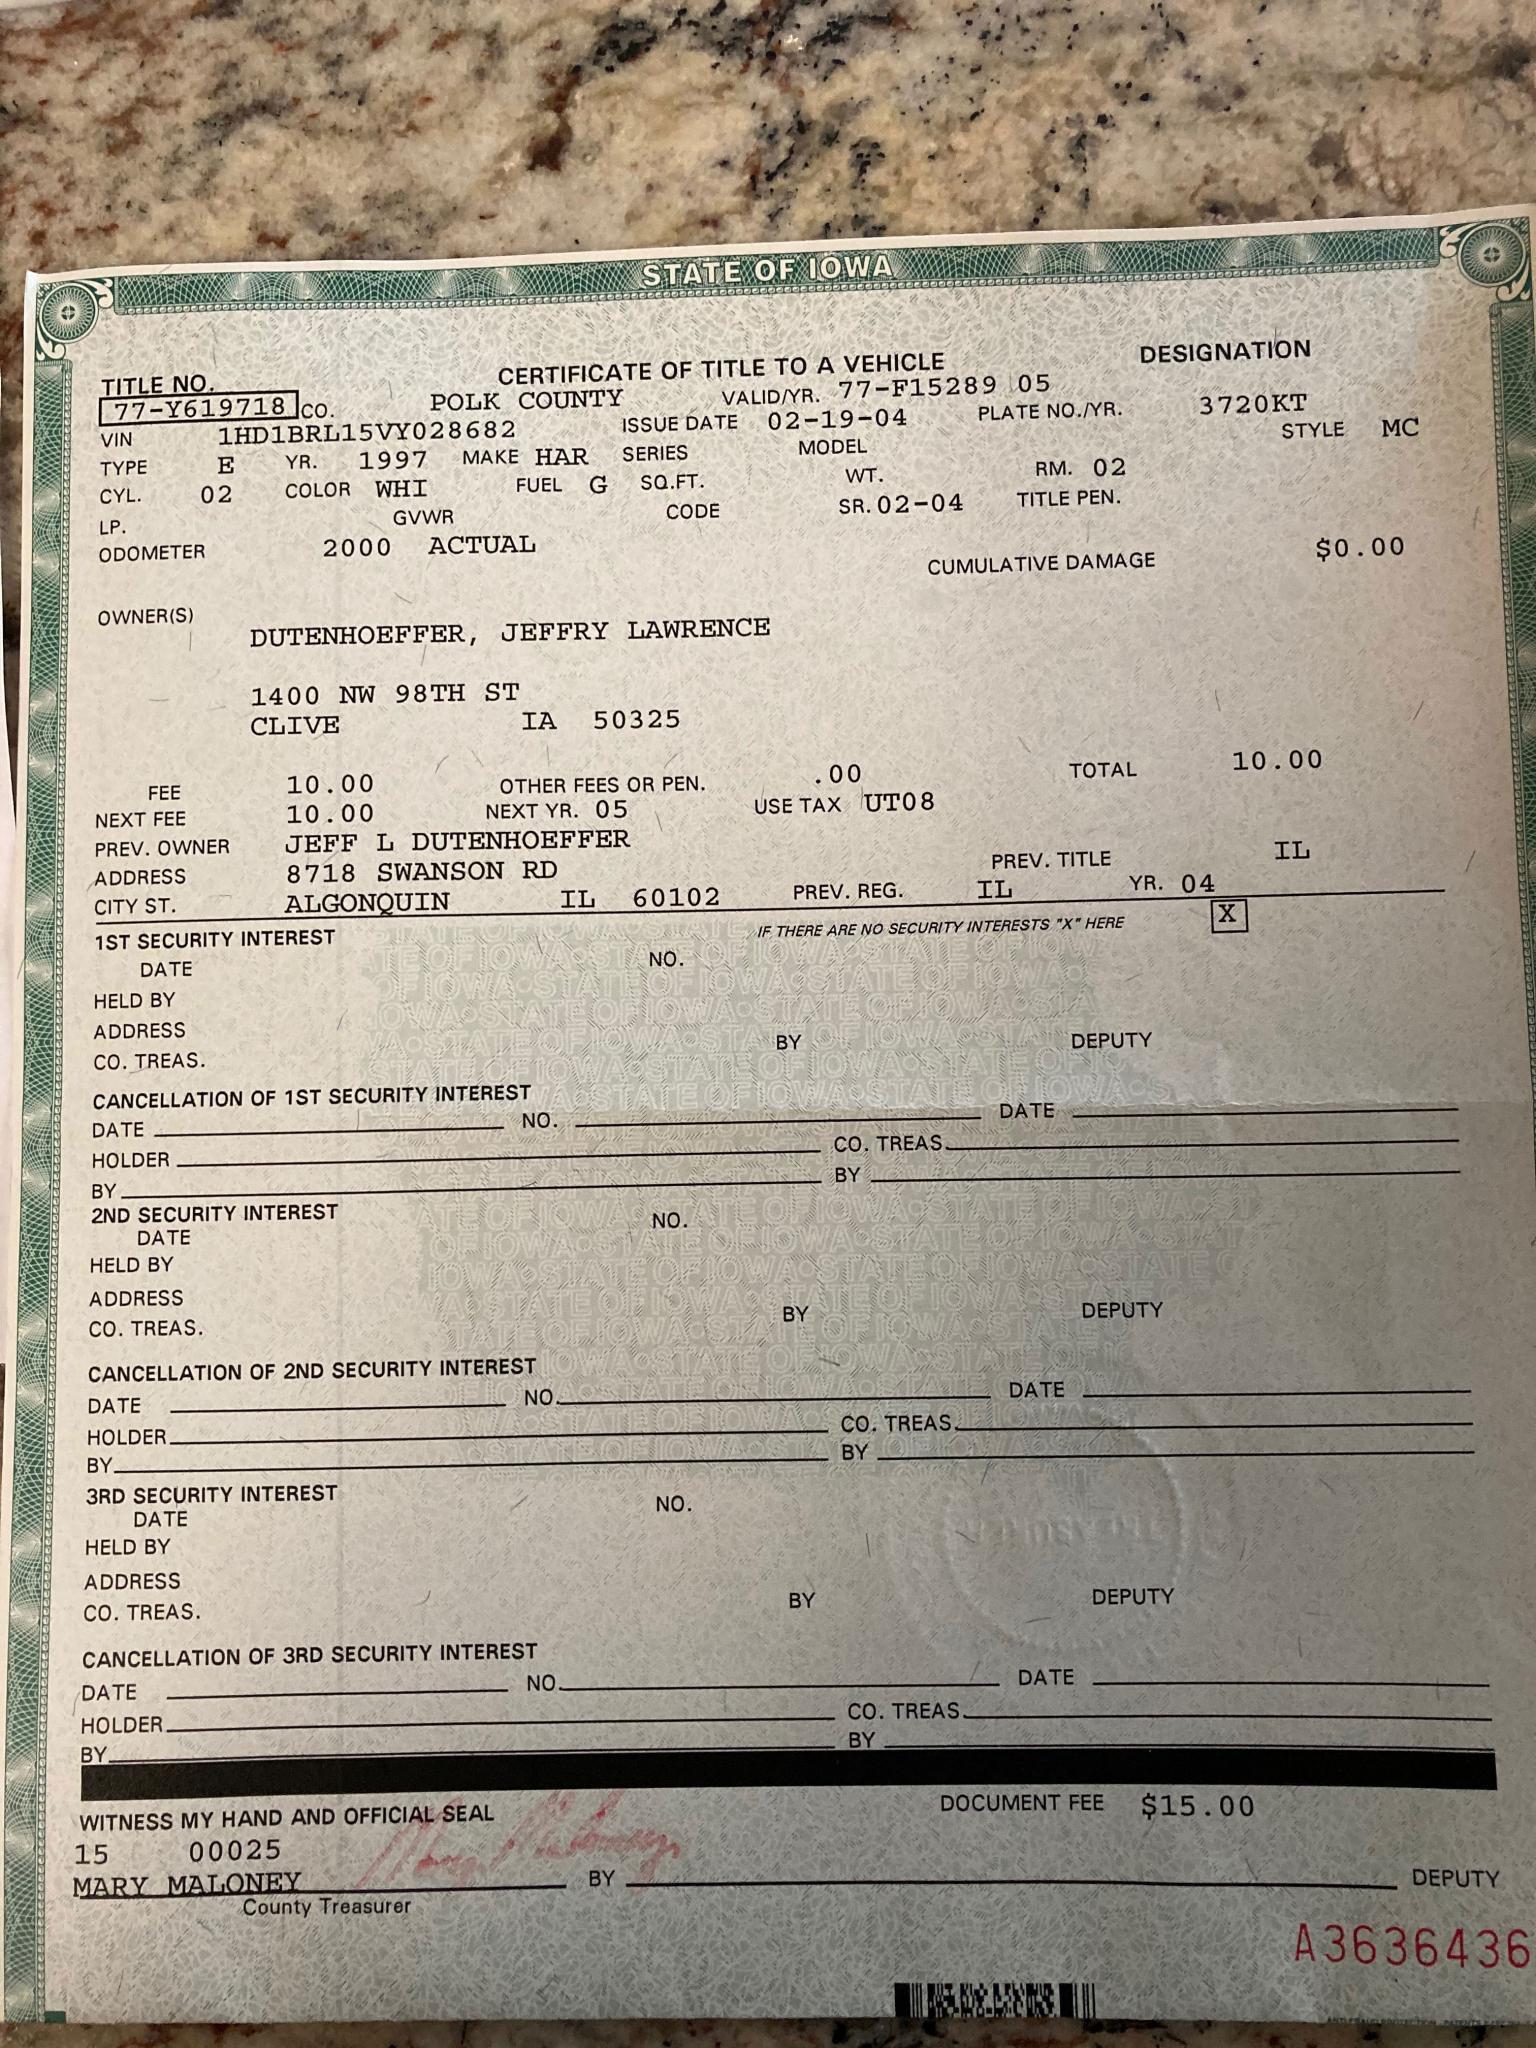 STATE OF IOWA
DESIGNATION
CERTIFICATE OF TITLE TO A VEHICLE
TITLE NO.
77-Y619718 CO. POLK COUNTY VALID/YR. 77-F15289 05
VIN 1HD1BRL15VY028682 ISSUE DATE 02-19-04 PLATE NO./YR. 3720KT
TYPE E YR. 1997 MAKE HAR SERIES MODEL STYLE MC
CYL. 02 COLOR WHI FUEL G SQ.FT. WT. RM. 02
LP. GVWR CODE SR. 02-04 TITLE PEN.
ODOMETER 2000 ACTUAL CUMULATIVE DAMAGE $0.00
OWNER(S)
DUTENHOEFFER, JEFFRY LAWRENCE
1400 NW 98TH ST
CLIVE IA 50325
FEE 10.00 OTHER FEES OR PEN. .00 TOTAL 10.00
NEXT FEE 10.00 NEXT YR. 05 USE TAX UT08
PREV. OWNER JEFF L DUTENHOEFFER
ADDRESS 8718 SWANSON RD PREV. TITLE IL
CITY ST. ALGONQUIN IL 60102 PREV. REG. IL YR. 04
1ST SECURITY INTEREST IF THERE ARE NO SECURITY INTERESTS "X" HERE X
DATE NO.
HELD BY
ADDRESS
CO. TREAS. BY DEPUTY
CANCELLATION OF 1ST SECURITY INTEREST
DATE NO. DATE
HOLDER CO. TREAS.
BY BY
2ND SECURITY INTEREST
DATE NO.
HELD BY
ADDRESS
CO. TREAS. BY DEPUTY
CANCELLATION OF 2ND SECURITY INTEREST
DATE NO. DATE
HOLDER CO. TREAS.
BY BY
3RD SECURITY INTEREST
DATE NO.
HELD BY
ADDRESS
CO. TREAS. BY DEPUTY
CANCELLATION OF 3RD SECURITY INTEREST
DATE NO. DATE
HOLDER CO. TREAS.
BY BY
WITNESS MY HAND AND OFFICIAL SEAL DOCUMENT FEE $15.00
15 00025
Mary Maloney
MARY MALONEY BY DEPUTY
County Treasurer
A3636436